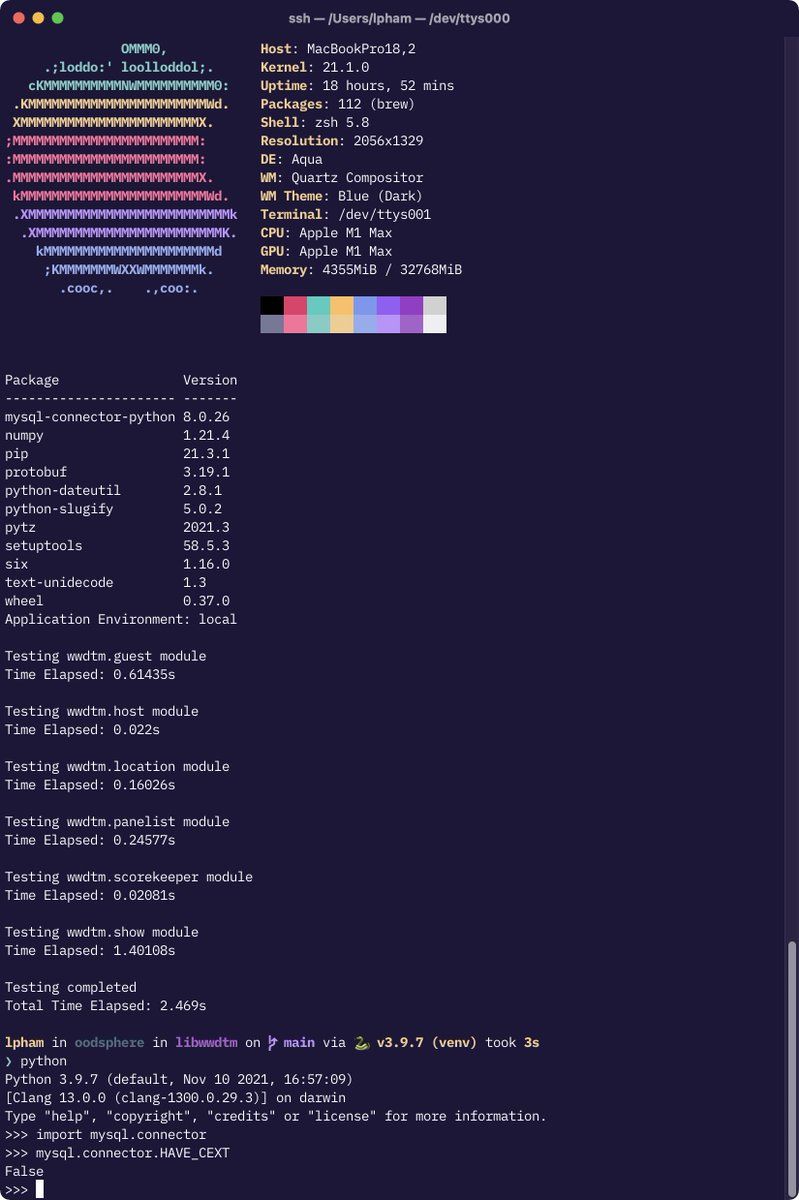 ssh — /Users/lpham — /dev/ttys000
OMMM0,
.;loddo:' loolloddol;.
cKMMMMMMMMMMNWMMMMMMMMMM0:
.KMMMMMMMMMMMMMMMMMMMMMMMWd.
XMMMMMMMMMMMMMMMMMMMMMMMX.
;MMMMMMMMMMMMMMMMMMMMMMMM:
:MMMMMMMMMMMMMMMMMMMMMMMM:
.MMMMMMMMMMMMMMMMMMMMMMMMX.
kMMMMMMMMMMMMMMMMMMMMMMMMWd.
.XMMMMMMMMMMMMMMMMMMMMMMMMMMk
.XMMMMMMMMMMMMMMMMMMMMMMMMK.
kMMMMMMMMMMMMMMMMMMMMMMd
;KMMMMMMMWXXWMMMMMMMk.
.cooc,. .,coo:.
Host: MacBookPro18,2
Kernel: 21.1.0
Uptime: 18 hours, 52 mins
Packages: 112 (brew)
Shell: zsh 5.8
Resolution: 2056x1329
DE: Aqua
WM: Quartz Compositor
WM Theme: Blue (Dark)
Terminal: /dev/ttys001
CPU: Apple M1 Max
GPU: Apple M1 Max
Memory: 4355MiB / 32768MiB
Package Version
---------------------- -------
mysql-connector-python 8.0.26
numpy 1.21.4
pip 21.3.1
protobuf 3.19.1
python-dateutil 2.8.1
python-slugify 5.0.2
pytz 2021.3
setuptools 58.5.3
six 1.16.0
text-unidecode 1.3
wheel 0.37.0
Application Environment: local
Testing wwdtm.guest module
Time Elapsed: 0.61435s
Testing wwdtm.host module
Time Elapsed: 0.022s
Testing wwdtm.location module
Time Elapsed: 0.16026s
Testing wwdtm.panelist module
Time Elapsed: 0.24577s
Testing wwdtm.scorekeeper module
Time Elapsed: 0.02081s
Testing wwdtm.show module
Time Elapsed: 1.40108s
Testing completed
Total Time Elapsed: 2.469s
lpham in oodsphere in libwwdtm on main via 🐍 v3.9.7 (venv) took 3s
❯ python
Python 3.9.7 (default, Nov 10 2021, 16:57:09)
[Clang 13.0.0 (clang-1300.0.29.3)] on darwin
Type "help", "copyright", "credits" or "license" for more information.
>>> import mysql.connector
>>> mysql.connector.HAVE_CEXT
False
>>>